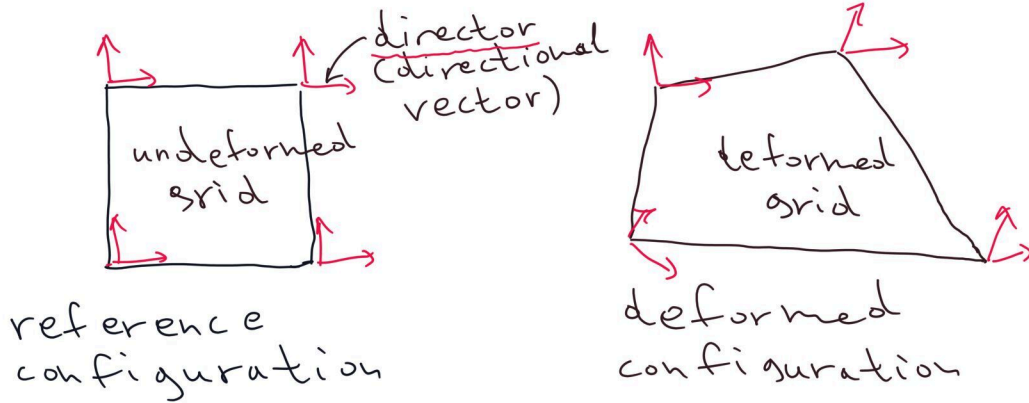 director
(directional
vector)
undeformed
grid
deformed
grid
reference
configuration
deformed
configuration